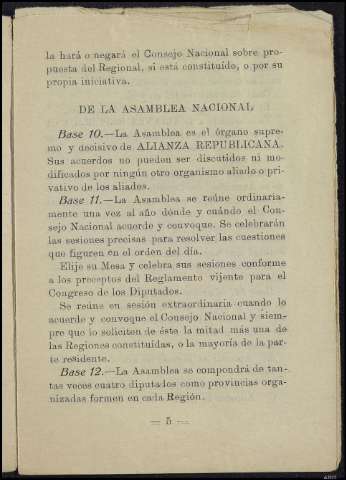 la hará o negará el Consejo Nacional sobre pro-
puesta del Regional, si está constituído, o por su
propia iniciativa.
DE LA ASAMBLEA NACIONAL
Base 10.—La Asamblea es el órgano supre-
mo y decisivo de ALIANZA REPUBLICANA.
Sus acuerdos no pueden ser discutidos ni mo-
dificados por ningún otro organismo aliado o pri-
vativo de los aliados.
Base 11.—La Asamblea se reúne ordinaria-
mente una vez al año dónde y cuándo el Con-
sejo Nacional acuerde y convoque. Se celebrarán
las sesiones precisas para resolver las cuestiones
que figuren en el orden del día.
Elije su Mesa y celebra sus sesiones conforme
a los preceptos del Reglamento vijente para el
Congreso de los Diputados.
Se reúne en sesión extraordinaria cuando lo
acuerde y convoque el Consejo Nacional y siem-
pre que lo soliciten de éste la mitad más una de
las Regiones constituídas, o la mayoría de la par-
te residente.
Base 12.—La Asamblea se compondrá de tan-
tas veces cuatro diputados como provincias orga-
nizadas formen en cada Región.
— 5 —